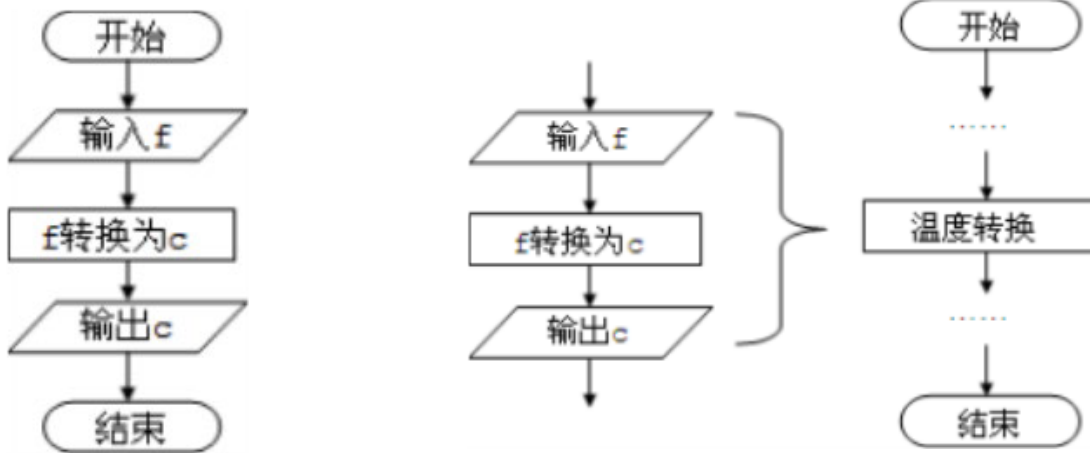 开始
输入f
f转换为c
输出c
结束
输入f
f转换为c
输出c
开始
......
温度转换
......
结束